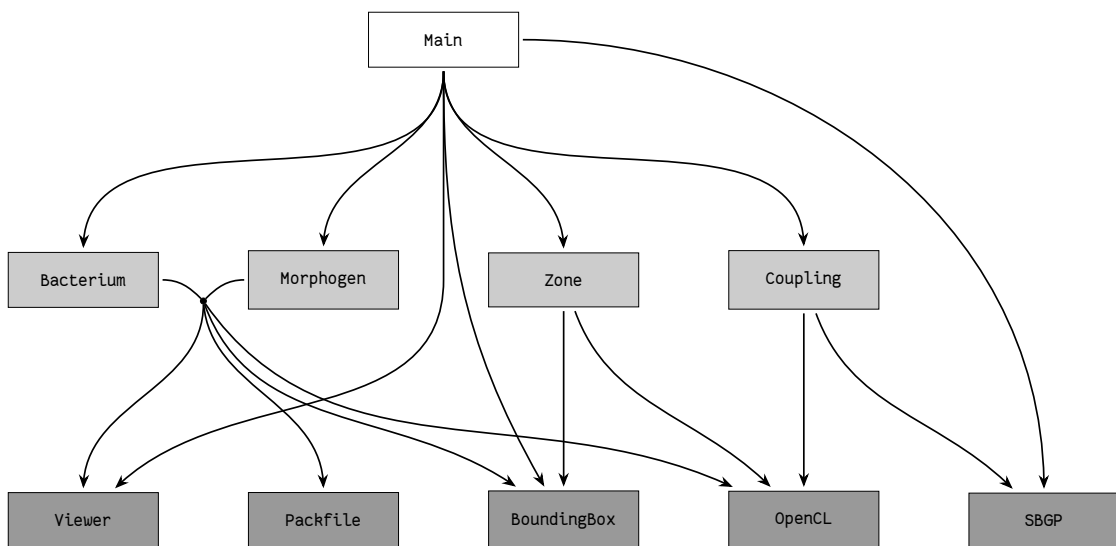 Main
Bacterium
Morphogen
Zone
Coupling
Viewer
Packfile
BoundingBox
OpenCL
SBGP